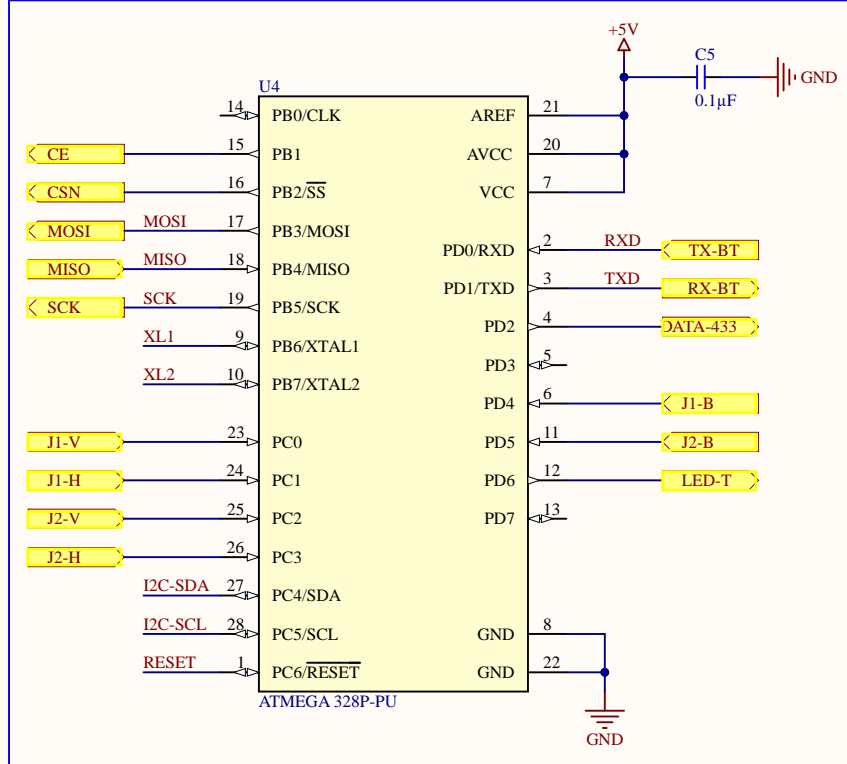 +5V
C5
GND
0.1µF
U4
14 PB0/CLK AREF 21
CE 15 PB1 AVCC 20
CSN 16 PB2/SS VCC 7
MOSI MOSI 17 PB3/MOSI
PD0/RXD 2 RXD TX-BT
MISO MISO 18 PB4/MISO
PD1/TXD 3 TXD RX-BT
SCK SCK 19 PB5/SCK
PD2 4 DATA-433
XL1 9 PB6/XTAL1
PD3 5
XL2 10 PB7/XTAL2
PD4 6 J1-B
J1-V 23 PC0 PD5 11 J2-B
J1-H 24 PC1 PD6 12 LED-T
J2-V 25 PC2 PD7 13
J2-H 26 PC3
I2C-SDA 27 PC4/SDA
I2C-SCL 28 PC5/SCL GND 8
RESET 1 PC6/RESET GND 22
ATMEGA 328P-PU
GND